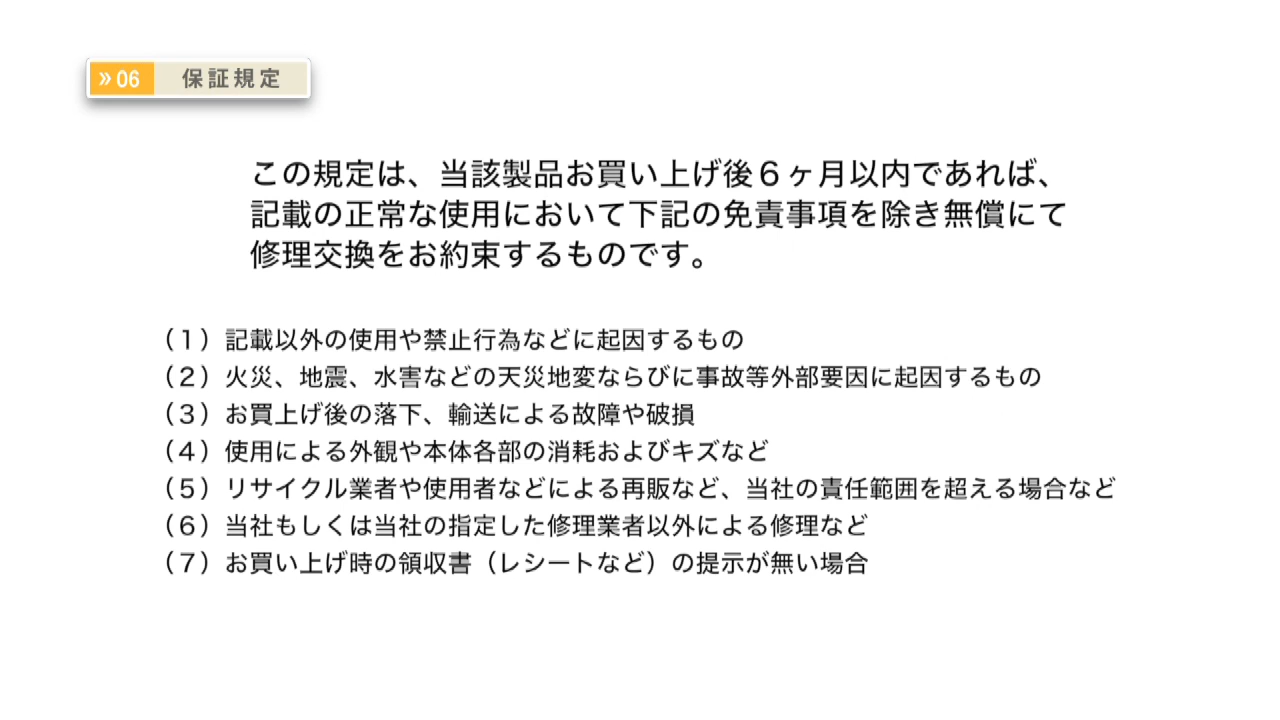 » 06 保証規定
この規定は、当該製品お買い上げ後６ヶ月以内であれば、
記載の正常な使用において下記の免責事項を除き無償にて
修理交換をお約束するものです。
（１）記載以外の使用や禁止行為などに起因するもの
（２）火災、地震、水害などの天災地変ならびに事故等外部要因に起因するもの
（３）お買上げ後の落下、輸送による故障や破損
（４）使用による外観や本体各部の消耗およびキズなど
（５）リサイクル業者や使用者などによる再販など、当社の責任範囲を超える場合など
（６）当社もしくは当社の指定した修理業者以外による修理など
（７）お買い上げ時の領収書（レシートなど）の提示が無い場合